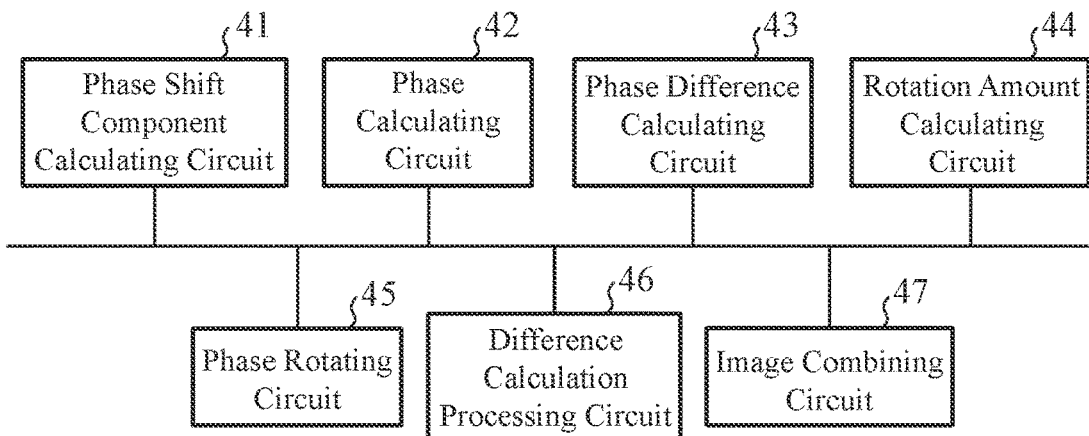 41
Phase Shift
Component
Calculating Circuit
42
Phase
Calculating
Circuit
43
Phase Difference
Calculating
Circuit
44
Rotation Amount
Calculating
Circuit
45
Phase Rotating
Circuit
46
Difference
Calculation
Processing Circuit
47
Image Combining
Circuit